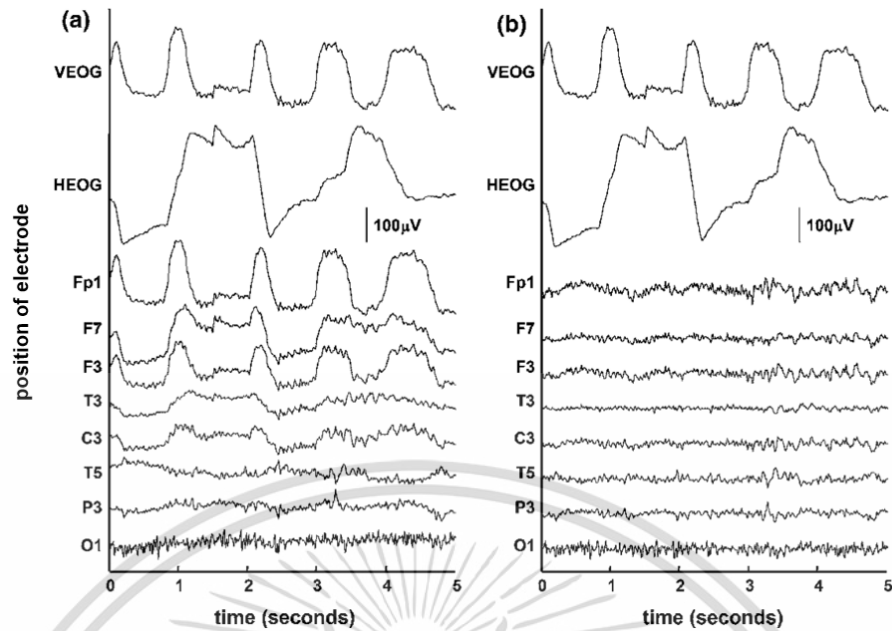 (a)
VEOG
HEOG
100μV
Fp1
F7
F3
T3
C3
T5
P3
O1
0 1 2 3 4 5
time (seconds)
position of electrode
(b)
VEOG
HEOG
100μV
Fp1
F7
F3
T3
C3
T5
P3
O1
0 1 2 3 4 5
time (seconds)